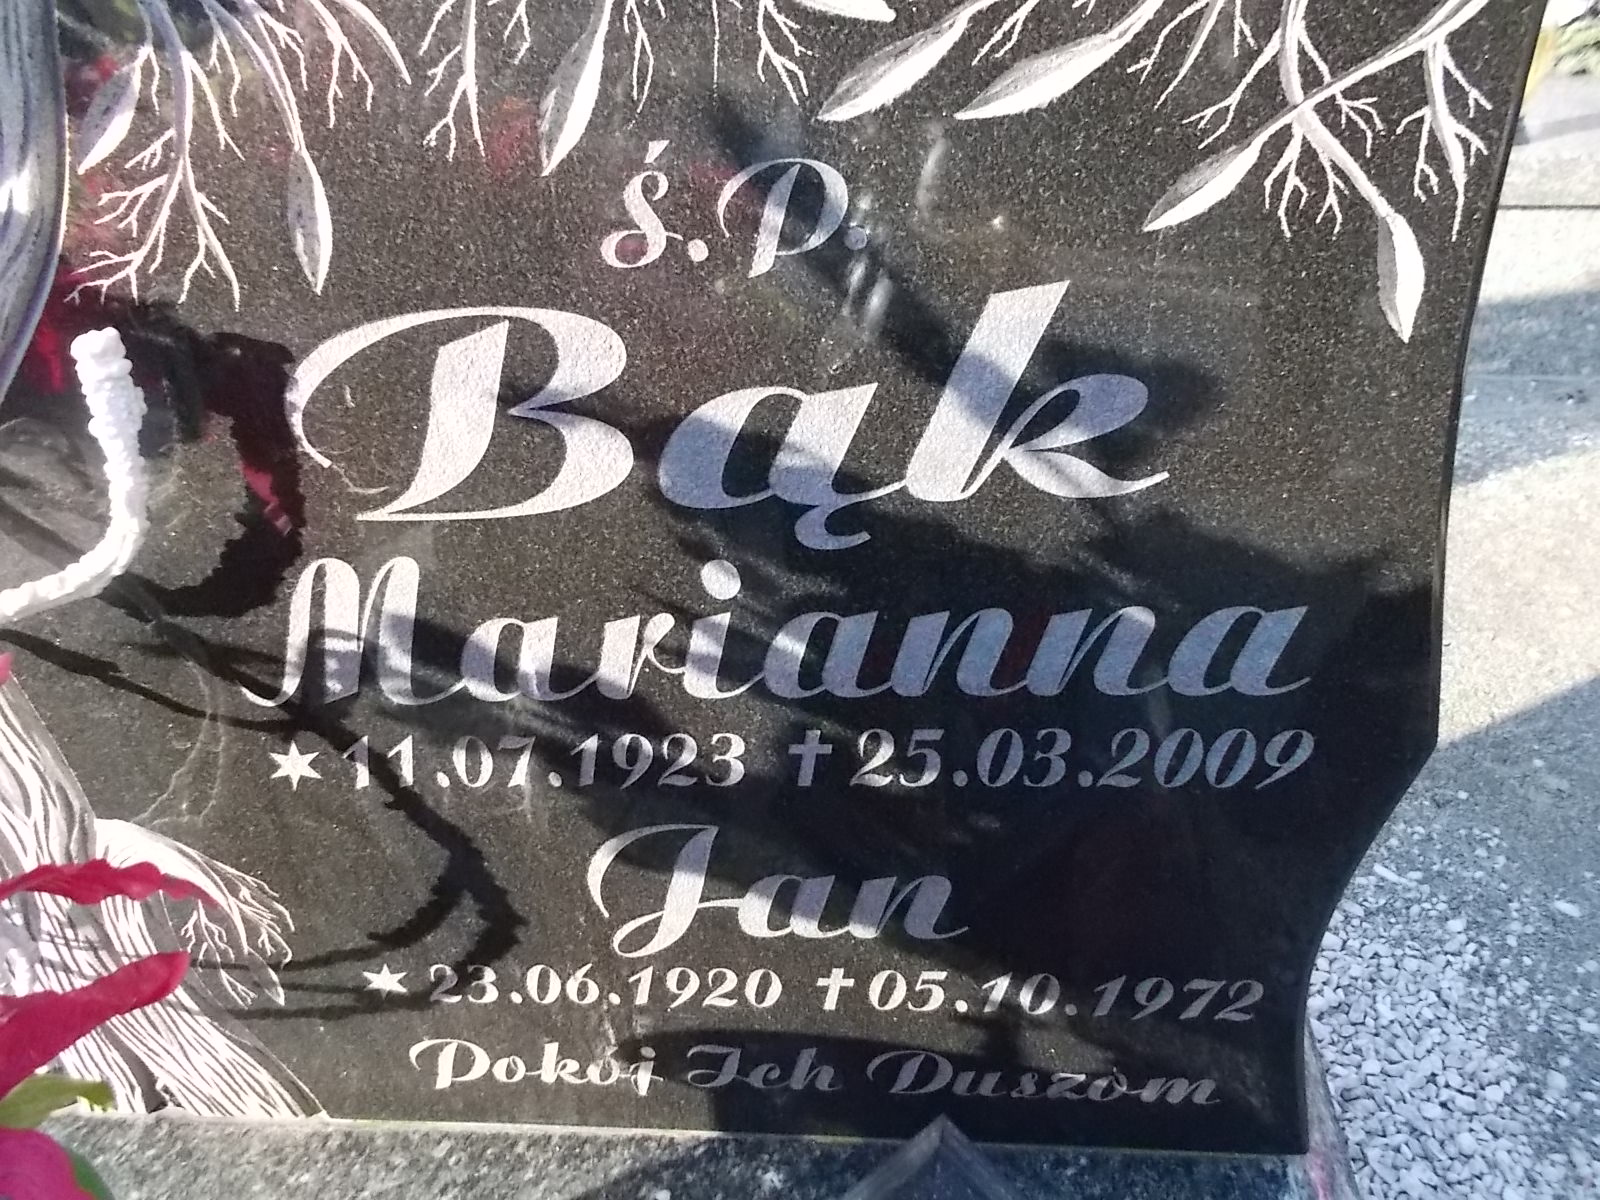 Ś.P.
Bąk
Marianna
✶11.07.1923 ✝25.03.2009
Jan
✶23.06.1920 ✝05.10.1972
Pokój Ich Duszom